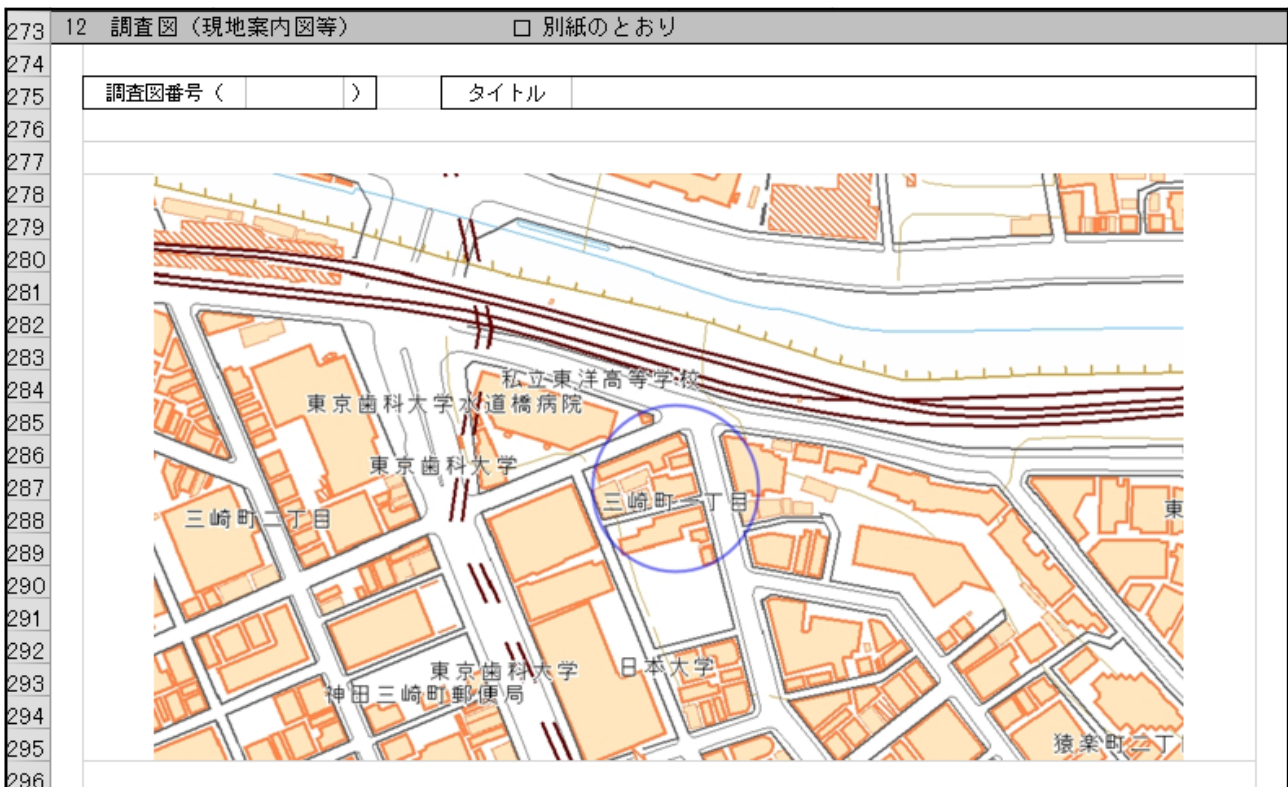 273 12 調査図（現地案内図等） □ 別紙のとおり
274
275 調査図番号（ ） タイトル
276
277
278
279
280
281
282
283
284 私立東洋高等学校
東京歯科大学水道橋病院
285
286
東京歯科大学
287
三崎町一丁目
288 三崎町二丁目 東
289
290
291
292
東京歯科大学 日本大学
293 神田三崎町郵便局
294
295 猿楽町二丁目
296